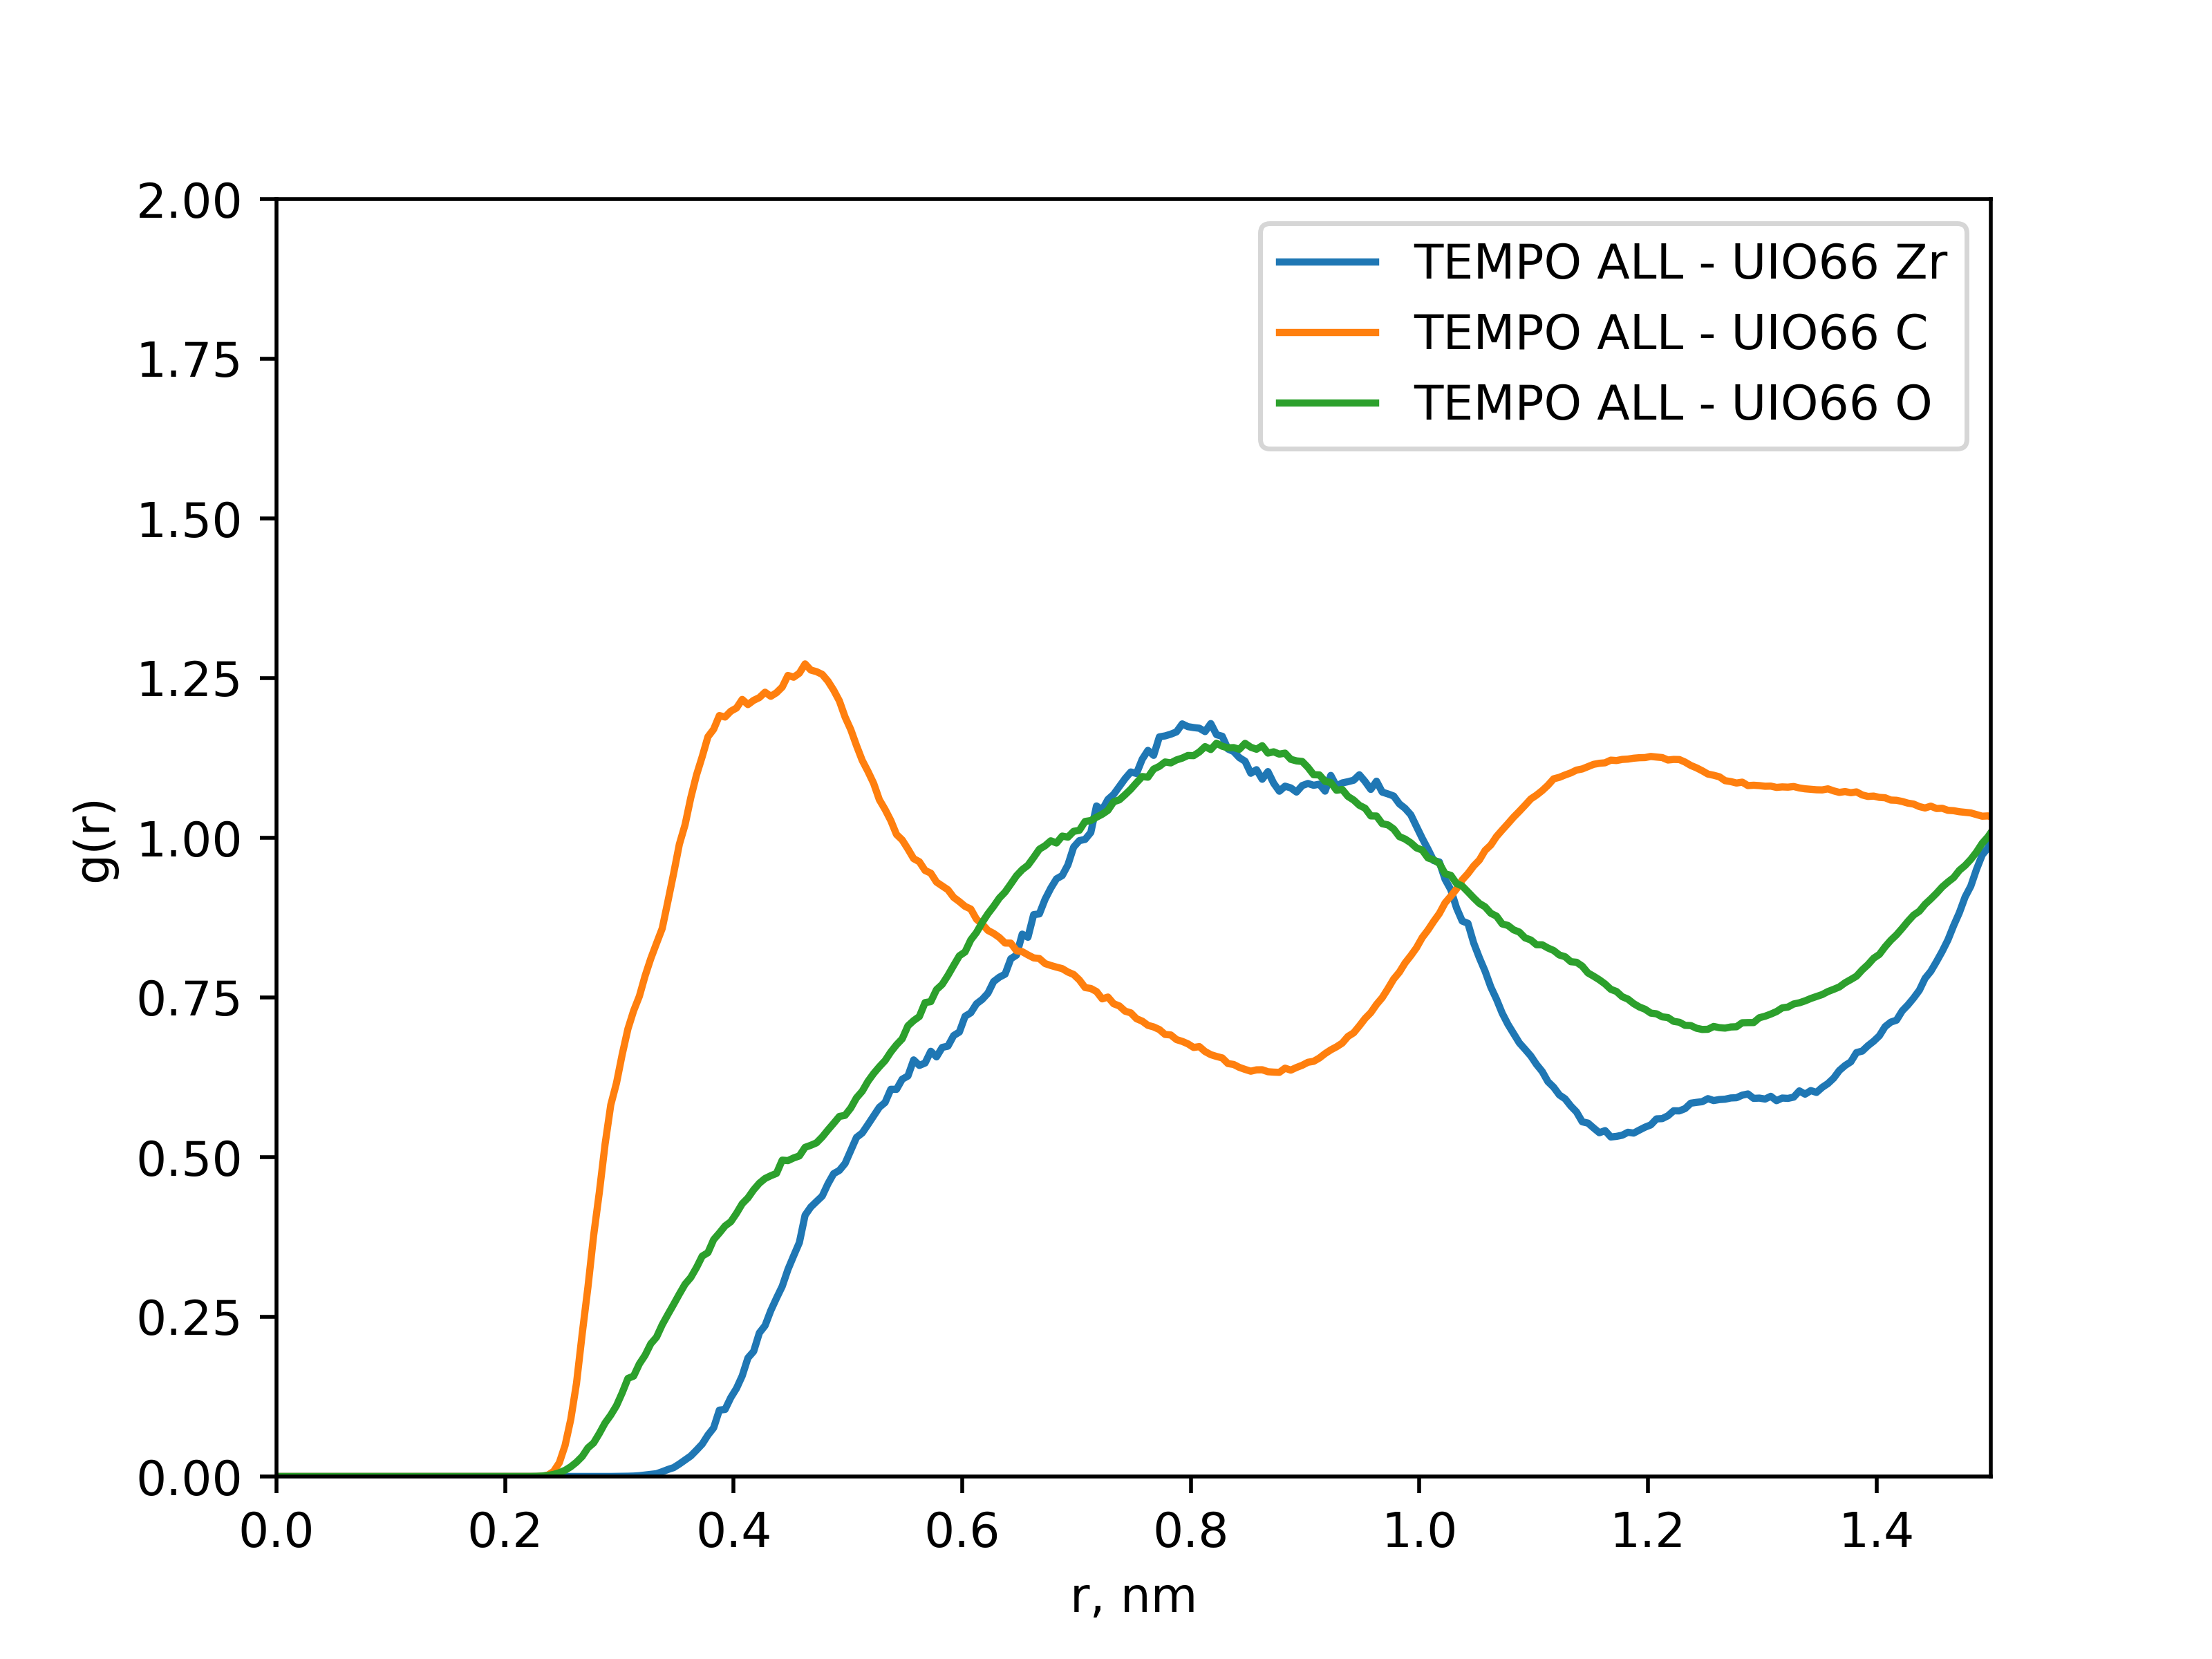 2.00
1.75
1.50
1.25
1.00
0.75
0.50
0.25
0.00
g(r)
TEMPO ALL - UIO66 Zr
TEMPO ALL - UIO66 C
TEMPO ALL - UIO66 O
0.0 0.2 0.4 0.6 0.8 1.0 1.2 1.4
r, nm